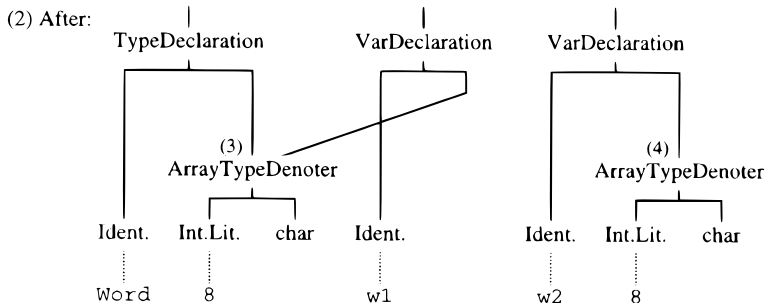 (2) After:
TypeDeclaration VarDeclaration VarDeclaration
(3) (4)
ArrayTypeDenoter ArrayTypeDenoter
Ident. Int.Lit. char Ident. Ident. Int.Lit. char
Word 8 w1 w2 8